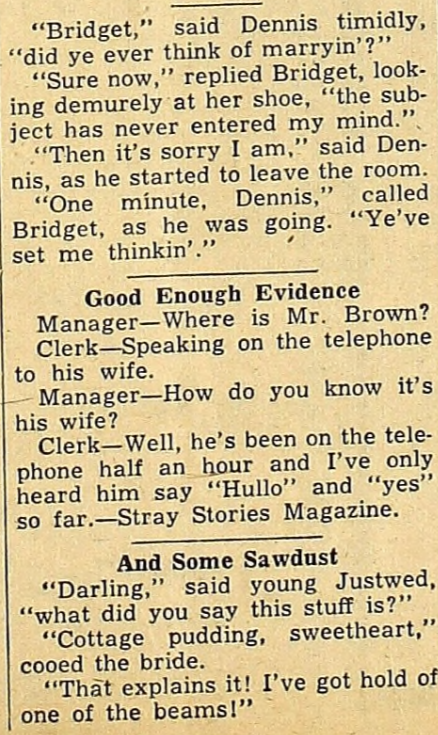 "Bridget," said Dennis timidly,
"did ye ever think of marryin'?"
"Sure now," replied Bridget, look-
ing demurely at her shoe, "the sub-
ject has never entered my mind."
"Then it's sorry I am," said Den-
nis, as he started to leave the room.
"One minute, Dennis," called
Bridget, as he was going. "Ye've
set me thinkin'."
Good Enough Evidence
Manager—Where is Mr. Brown?
Clerk—Speaking on the telephone
to his wife.
Manager—How do you know it's
his wife?
Clerk—Well, he's been on the tele-
phone half an hour and I've only
heard him say "Hullo" and "yes"
so far.—Stray Stories Magazine.
And Some Sawdust
"Darling," said young Justwed,
"what did you say this stuff is?"
"Cottage pudding, sweetheart,"
cooed the bride.
"That explains it! I've got hold of
one of the beams!"